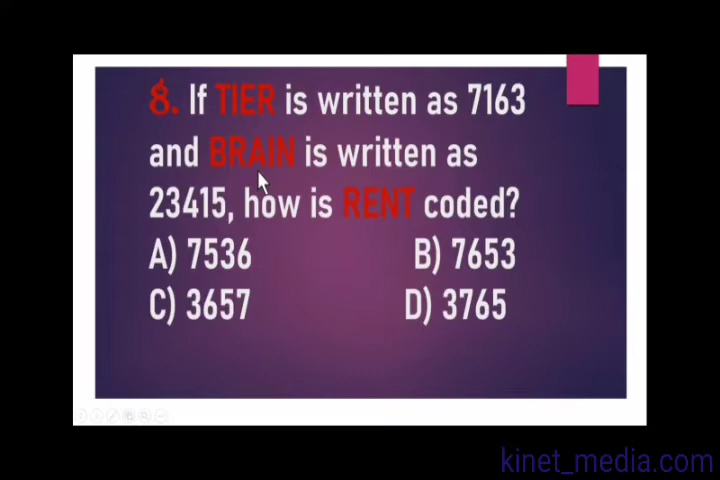 8. If TIER is written as 7163
and BRAIN is written as
23415, how is RENT coded?
A) 7536 B) 7653
C) 3657 D) 3765
kinet_media.com